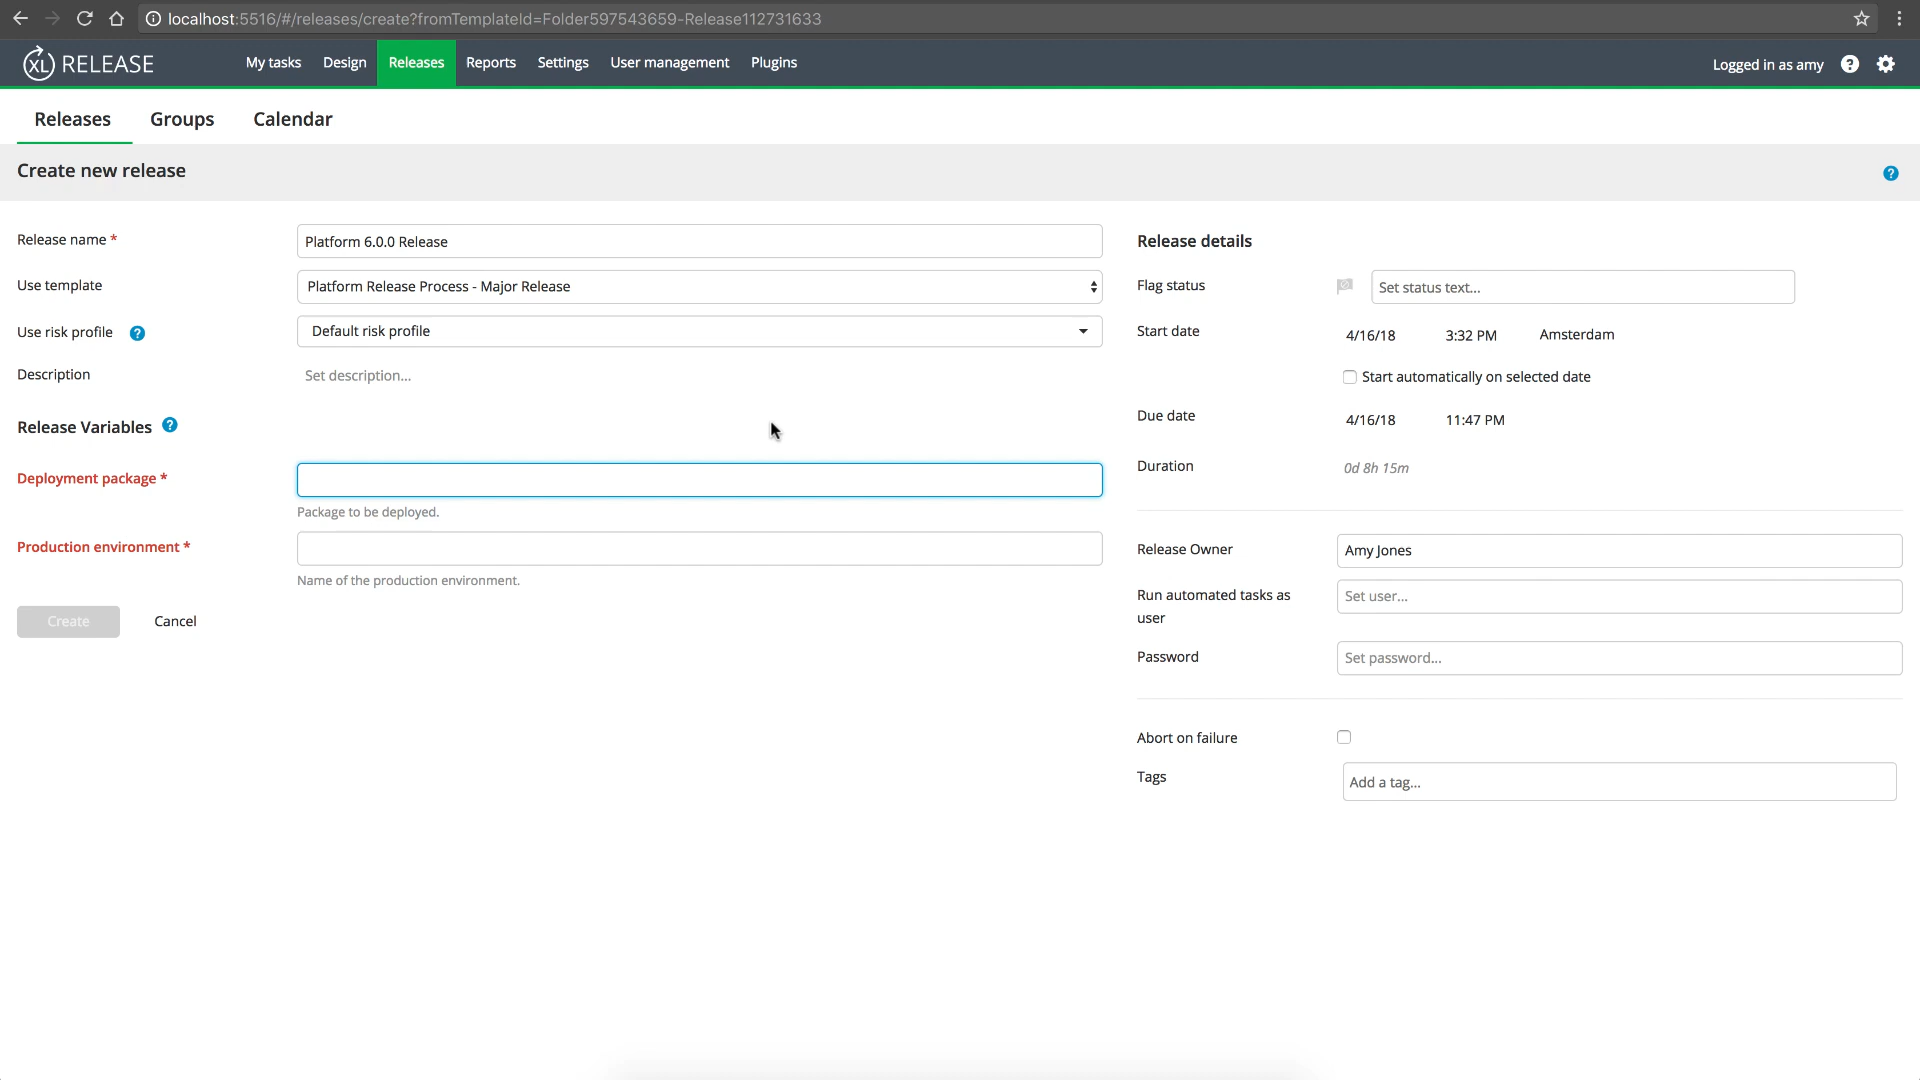 localhost:5516/#/releases/create?fromTemplateId=Folder597543659-Release112731633
XL RELEASE
My tasks Design Releases Reports Settings User management Plugins
Logged in as amy ?
Releases Groups Calendar
Create new release
?
Release name *
Platform 6.0.0 Release
Use template
Platform Release Process - Major Release
Use risk profile ?
Default risk profile
Description
Set description...
Release Variables ?
Deployment package *
Package to be deployed.
Production environment *
Name of the production environment.
Create Cancel
Release details
Flag status
Set status text...
Start date
4/16/18 3:32 PM Amsterdam
Start automatically on selected date
Due date
4/16/18 11:47 PM
Duration
0d 8h 15m
Release Owner
Amy Jones
Run automated tasks as
user
Set user...
Password
Set password...
Abort on failure
Tags
Add a tag...